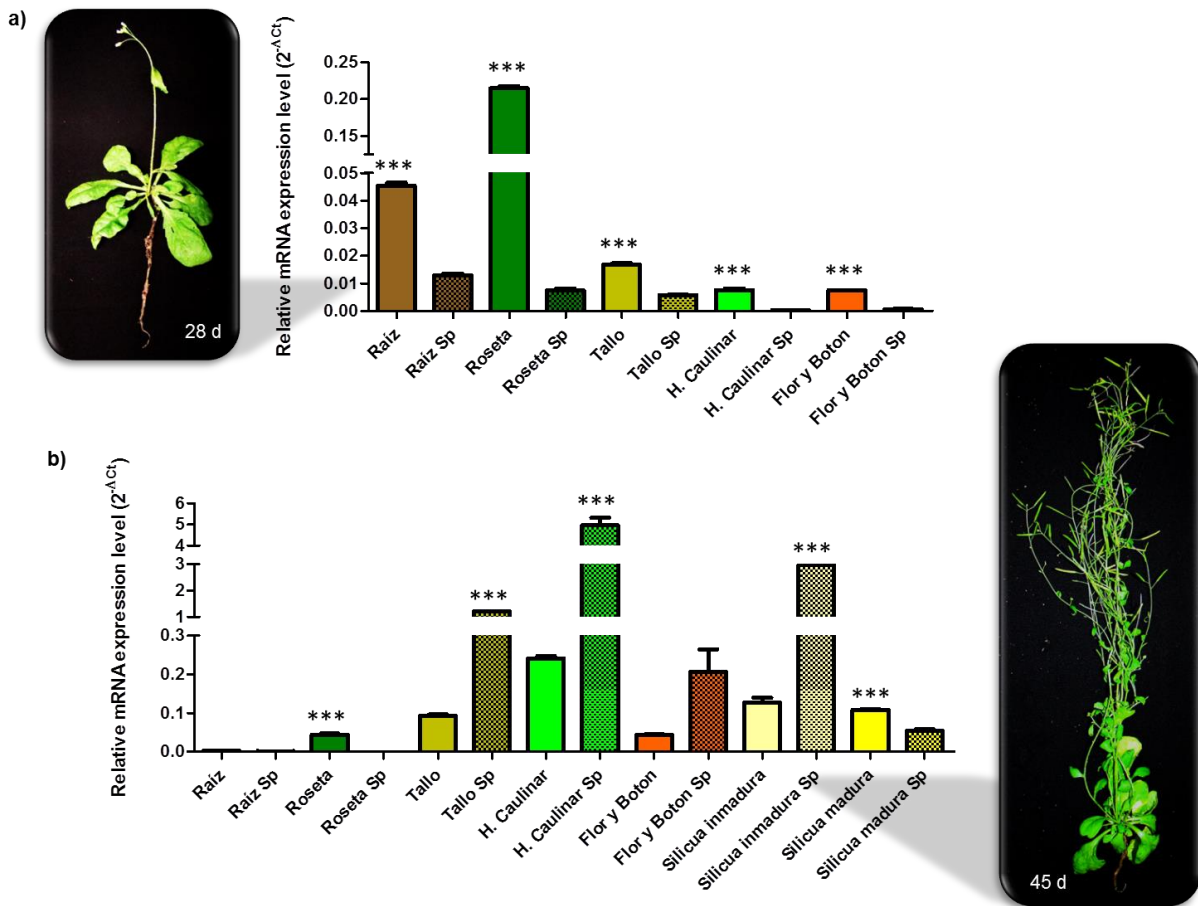 a)
28 d
Relative mRNA expression level (2-ΔCt)
0.25
0.20
0.15
0.05
0.04
0.03
0.02
0.01
0.00
***
***
***
***
***
Raíz
Raíz Sp
Roseta
Roseta Sp
Tallo
Tallo Sp
H. Caulinar
H. Caulinar Sp
Flor y Boton
Flor y Boton Sp
b)
Relative mRNA expression level (2-ΔCt)
6
5
4
3
2
1
0.3
0.2
0.1
0.0
***
***
***
***
***
Raíz
Raíz Sp
Roseta
Roseta Sp
Tallo
Tallo Sp
H. Caulinar
H. Caulinar Sp
Flor y Boton
Flor y Boton Sp
Silicua inmadura
Silicua inmadura Sp
Silicua madura
Silicua madura Sp
45 d